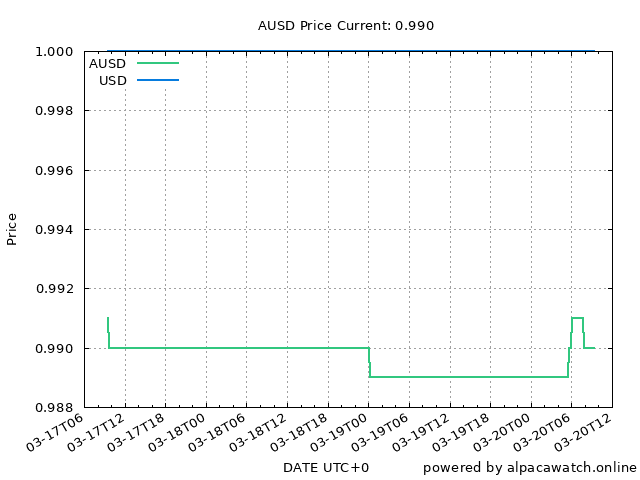 AUSD Price Current: 0.990
1.000
0.998
0.996
0.994
0.992
0.990
0.988
Price
AUSD
USD
03-17T06
03-17T12
03-17T18
03-18T00
03-18T06
03-18T12
03-18T18
03-19T00
03-19T06
03-19T12
03-19T18
03-20T00
03-20T06
03-20T12
DATE UTC+0
powered by alpacawatch.online